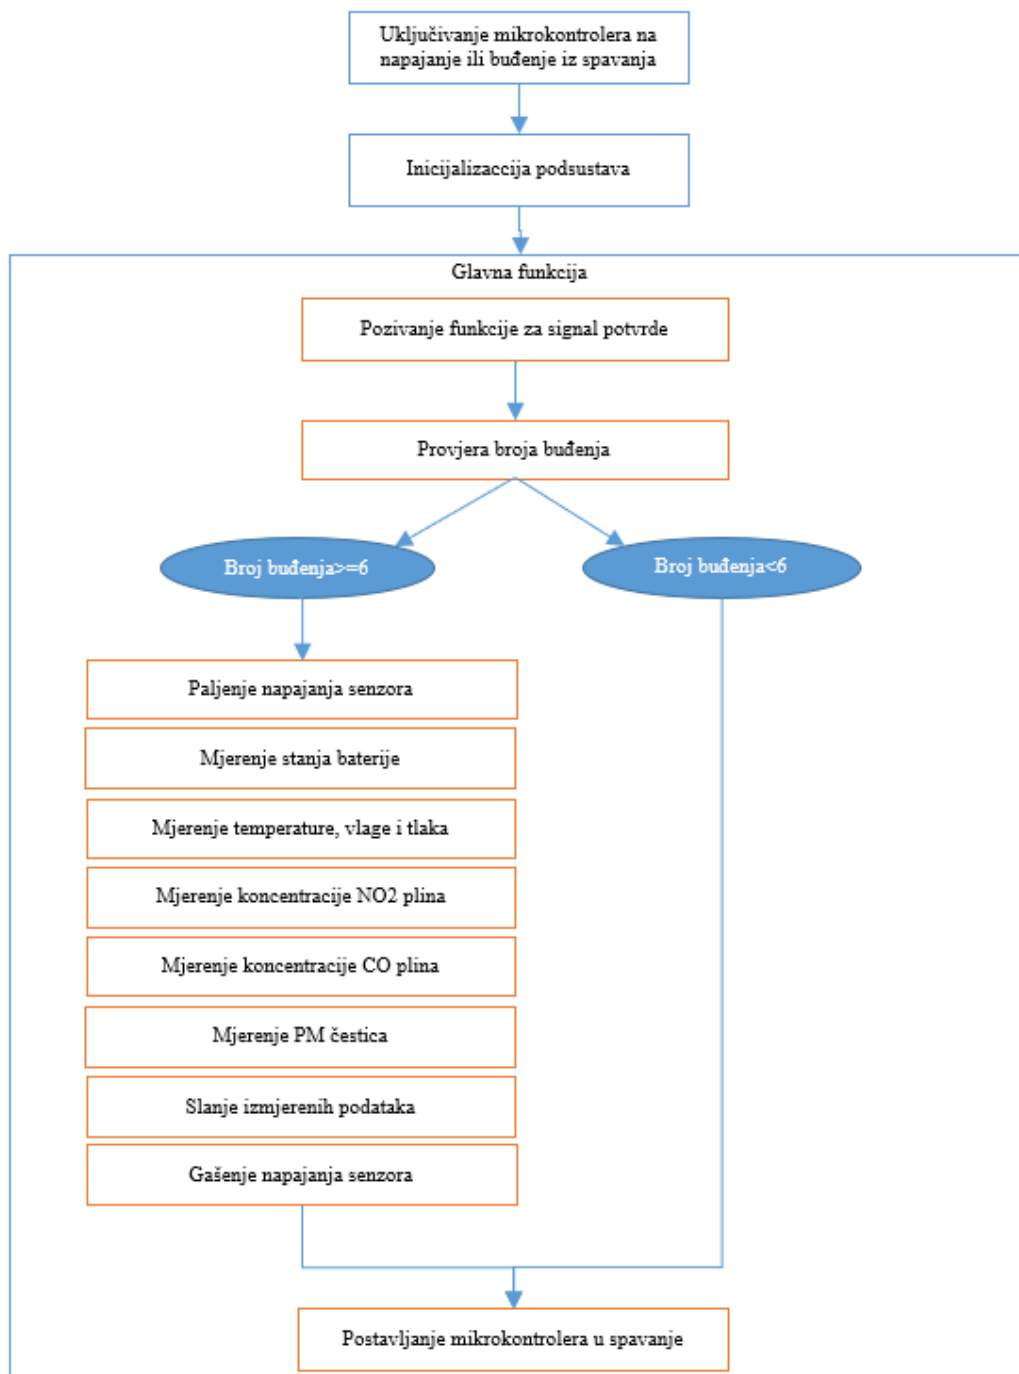 Uključivanje mikrokontrolera na
napajanje ili buđenje iz spavanja
Inicijalizaccija podsustava
Glavna funkcija
Pozivanje funkcije za signal potvrde
Provjera broja buđenja
Broj buđenja>=6
Broj buđenja<6
Paljenje napajanja senzora
Mjerenje stanja baterije
Mjerenje temperature, vlage i tlaka
Mjerenje koncentracije NO2 plina
Mjerenje koncentracije CO plina
Mjerenje PM čestica
Slanje izmjerenih podataka
Gašenje napajanja senzora
Postavljanje mikrokontrolera u spavanje